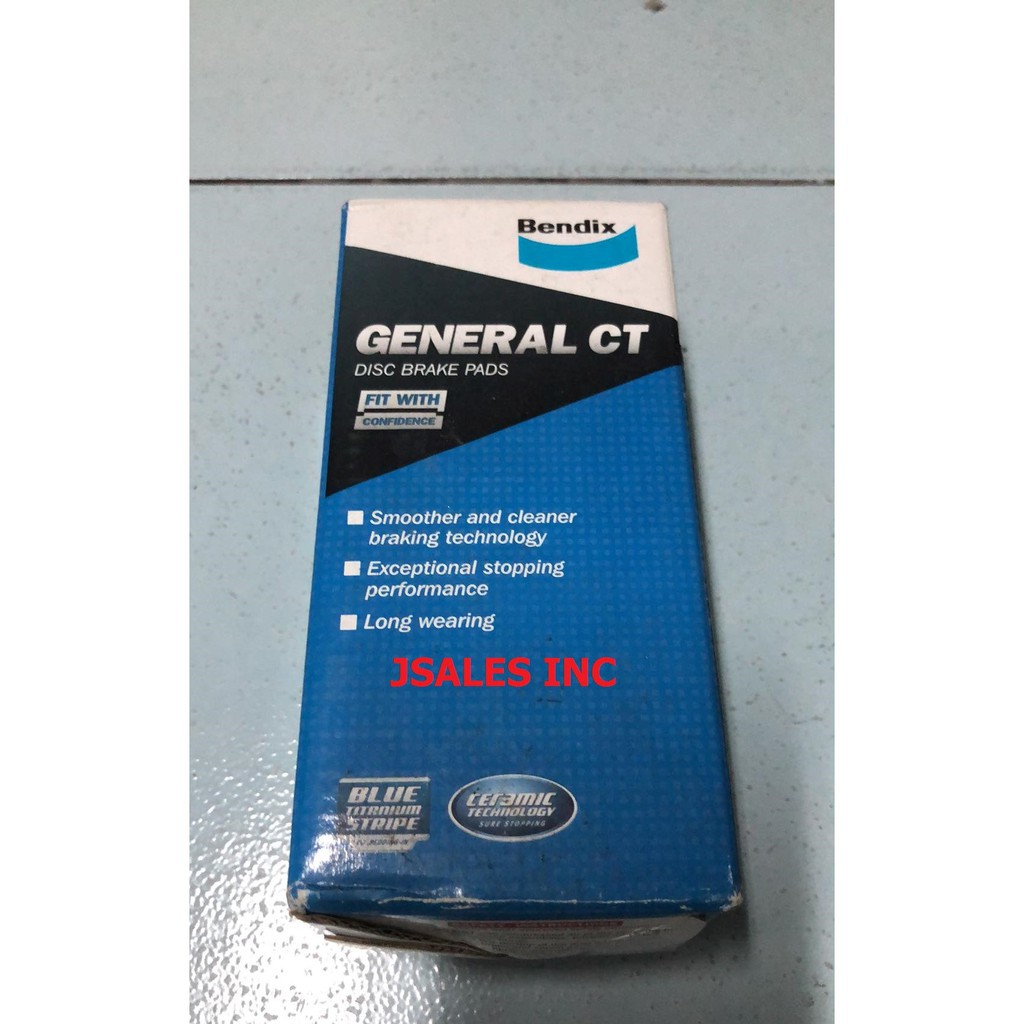 Bendix
GENERAL CT
DISC BRAKE PADS
FIT WITH
CONFIDENCE
Smoother and cleaner
braking technology
Exceptional stopping
performance
Long wearing
JSALES INC
BLUE
TITANIUM
STRIPE
CERAMIC
TECHNOLOGY
SURE STOPPING